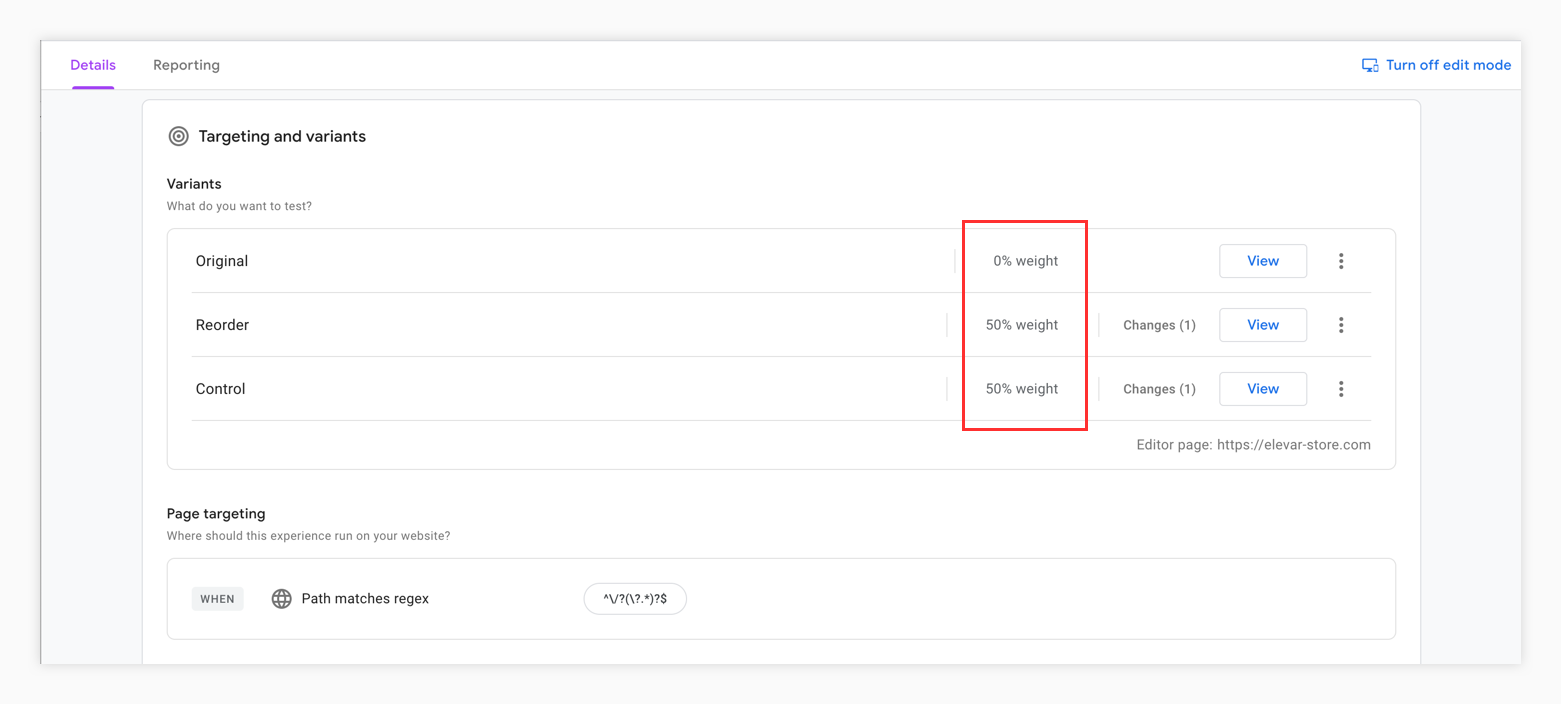 Details Reporting Turn off edit mode
Targeting and variants
Variants
What do you want to test?
Original 0% weight View
Reorder 50% weight Changes (1) View
Control 50% weight Changes (1) View
Editor page: https://elevar-store.com
Page targeting
Where should this experience run on your website?
WHEN Path matches regex ^\/?(\?.*)?$